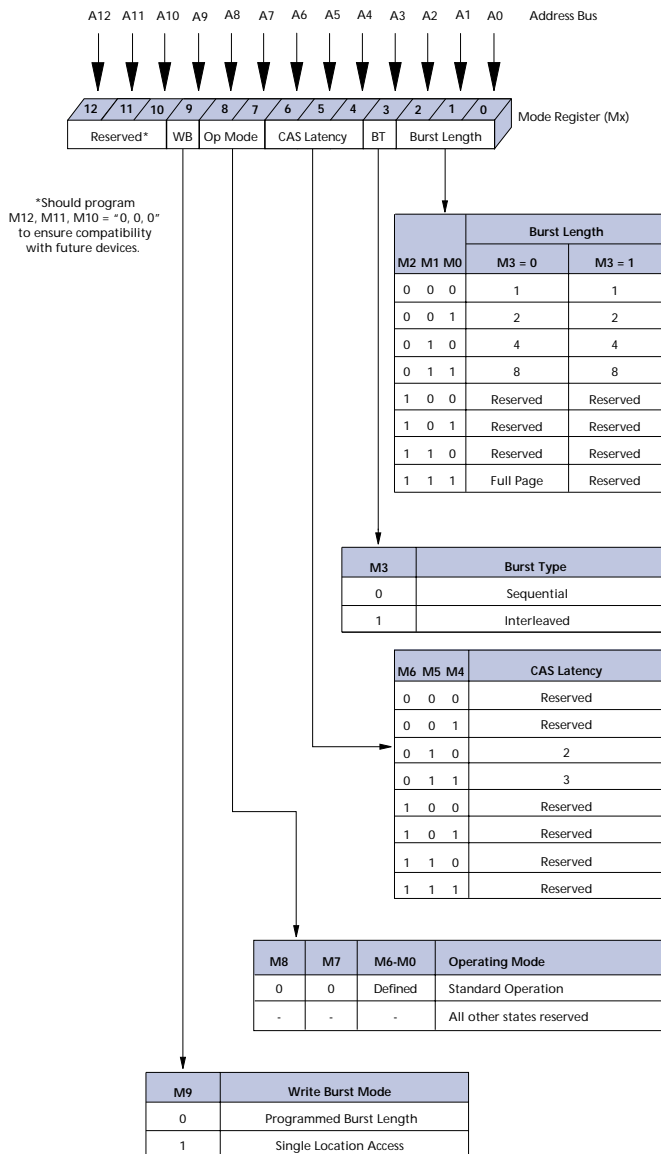 A12 A11 A10 A9 A8 A7 A6 A5 A4 A3 A2 A1 A0 Address Bus
12 11 10 9 8 7 6 5 4 3 2 1 0
Mode Register (Mx)
Reserved* WB Op Mode CAS Latency BT Burst Length
*Should program
M12, M11, M10 = "0, 0, 0"
to ensure compatibility
with future devices.
Burst Length
M2 M1 M0 M3 = 0 M3 = 1
0 0 0 1 1
0 0 1 2 2
0 1 0 4 4
0 1 1 8 8
1 0 0 Reserved Reserved
1 0 1 Reserved Reserved
1 1 0 Reserved Reserved
1 1 1 Full Page Reserved
M3 Burst Type
0 Sequential
1 Interleaved
M6 M5 M4 CAS Latency
0 0 0 Reserved
0 0 1 Reserved
0 1 0 2
0 1 1 3
1 0 0 Reserved
1 0 1 Reserved
1 1 0 Reserved
1 1 1 Reserved
M8 M7 M6-M0 Operating Mode
0 0 Defined Standard Operation
- - - All other states reserved
M9 Write Burst Mode
0 Programmed Burst Length
1 Single Location Access